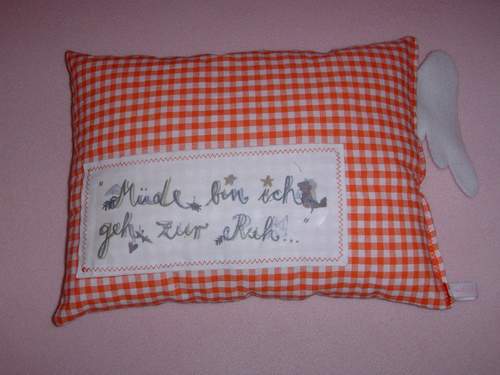 "Müde bin ich
geh' zur Ruh'..."